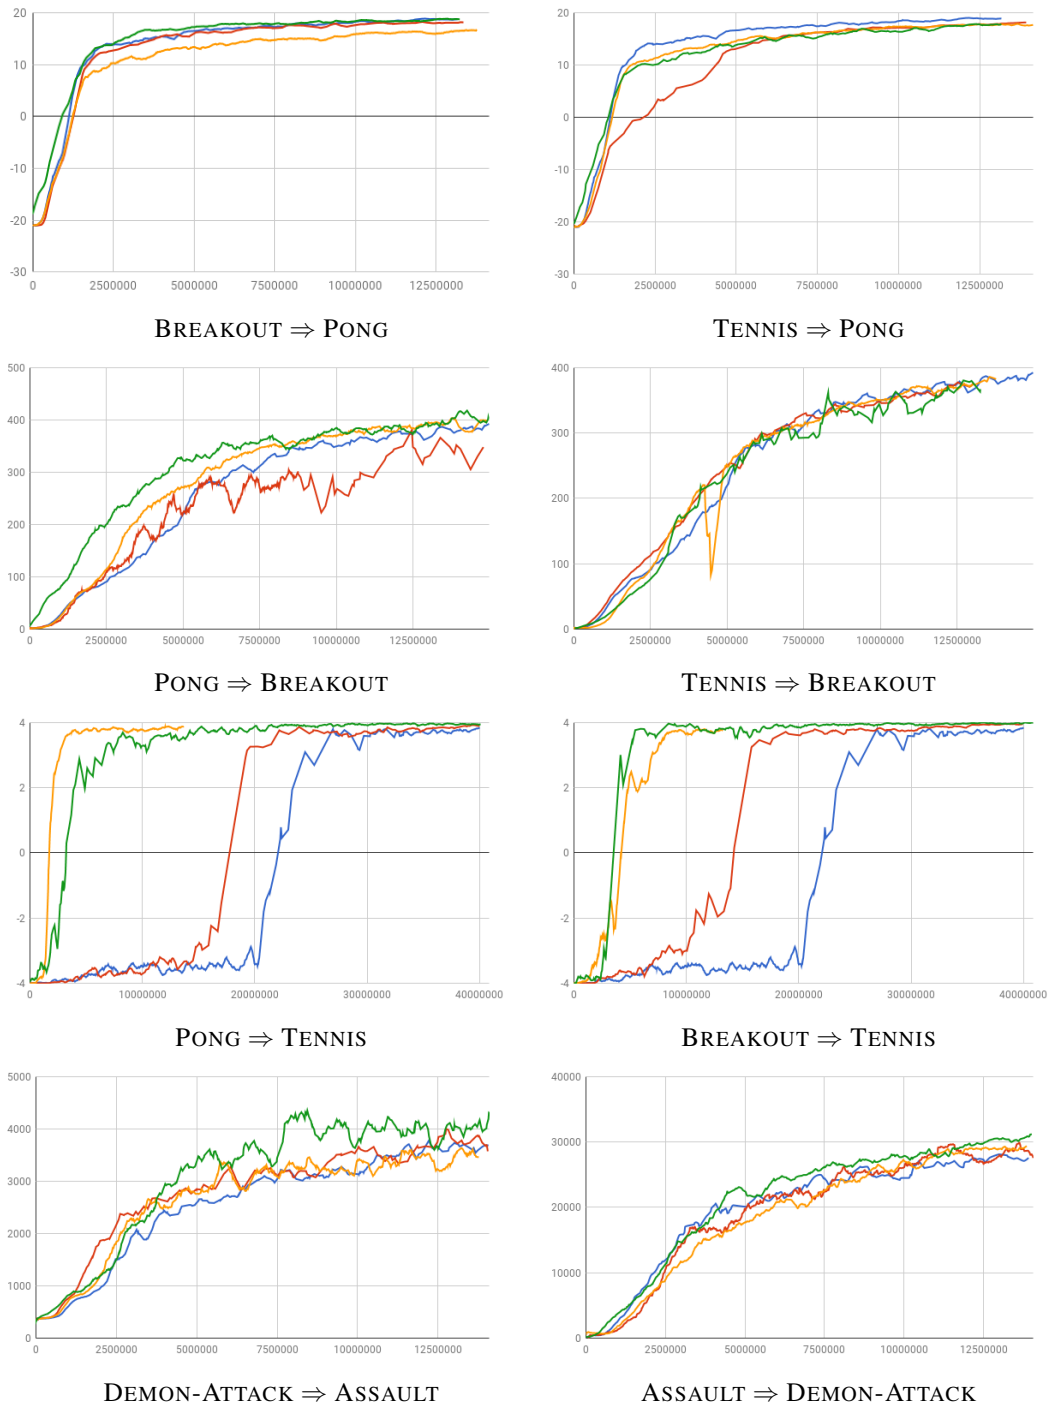 20
10
0
-10
-20
-30
0 2500000 5000000 7500000 10000000 12500000
BREAKOUT ⇒ PONG
20
10
0
-10
-20
-30
0 2500000 5000000 7500000 10000000 12500000
TENNIS ⇒ PONG
500
400
300
200
100
0
0 2500000 5000000 7500000 10000000 12500000
PONG ⇒ BREAKOUT
400
300
200
100
0
0 2500000 5000000 7500000 10000000 12500000
TENNIS ⇒ BREAKOUT
4
2
0
-2
-4
0 10000000 20000000 30000000 40000000
PONG ⇒ TENNIS
4
2
0
-2
-4
0 10000000 20000000 30000000 40000000
BREAKOUT ⇒ TENNIS
5000
4000
3000
2000
1000
0
0 2500000 5000000 7500000 10000000 12500000
DEMON-ATTACK ⇒ ASSAULT
40000
30000
20000
10000
0
0 2500000 5000000 7500000 10000000 12500000
ASSAULT ⇒ DEMON-ATTACK